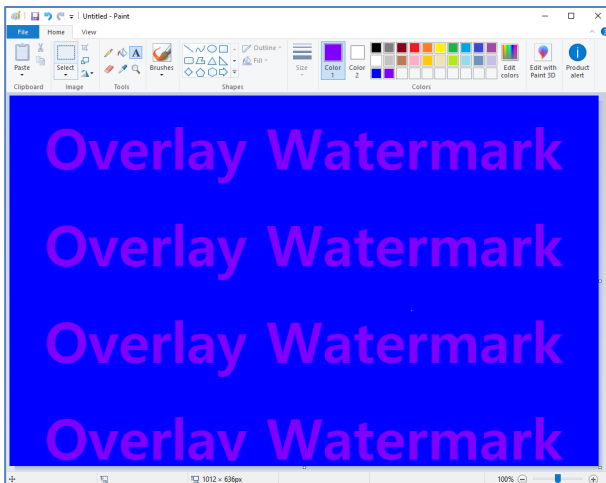 Untitled - Paint
File Home View
Paste
Select
Brushes
Outline
Fill
Size
Color 1
Color 2
Edit colors
Edit with Paint 3D
Product alert
Clipboard Image Tools Shapes Colors
Overlay Watermark
Overlay Watermark
Overlay Watermark
Overlay Watermark
1012 × 636px 100%